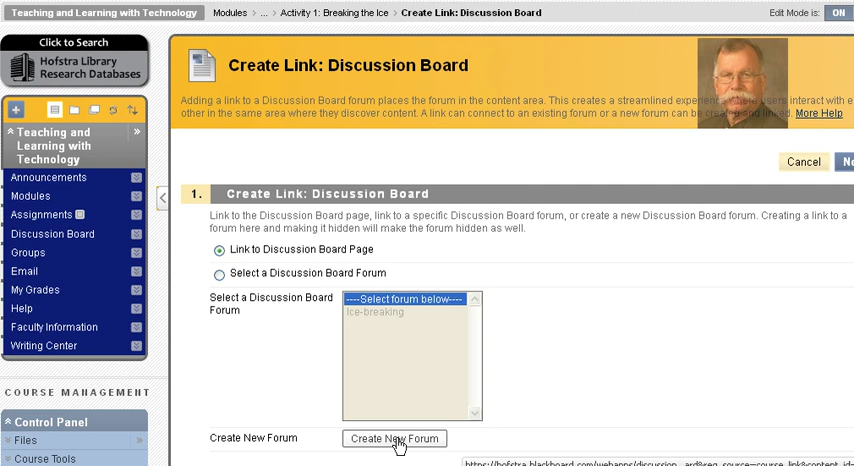 Teaching and Learning with Technology
Modules > ... > Activity 1: Breaking the Ice > Create Link: Discussion Board
Edit Mode is: ON
Click to Search
Hofstra Library
Research Databases
Create Link: Discussion Board
Adding a link to a Discussion Board forum places the forum in the content area. This creates a streamlined experience where users interact with e
other in the same area where they discover content. A link can connect to an existing forum or a new forum can be created and linked. More Help
Teaching and
Learning with
Technology
Announcements
Modules
Assignments
Discussion Board
Groups
Email
My Grades
Help
Faculty Information
Writing Center
COURSE MANAGEMENT
Control Panel
Files
Course Tools
Cancel
1. Create Link: Discussion Board
Link to the Discussion Board page, link to a specific Discussion Board forum, or create a new Discussion Board forum. Creating a link to a
forum here and making it hidden will make the forum hidden as well.
Link to Discussion Board Page
Select a Discussion Board Forum
Select a Discussion Board
Forum
----Select forum below----
Ice-breaking
Create New Forum
Create New Forum